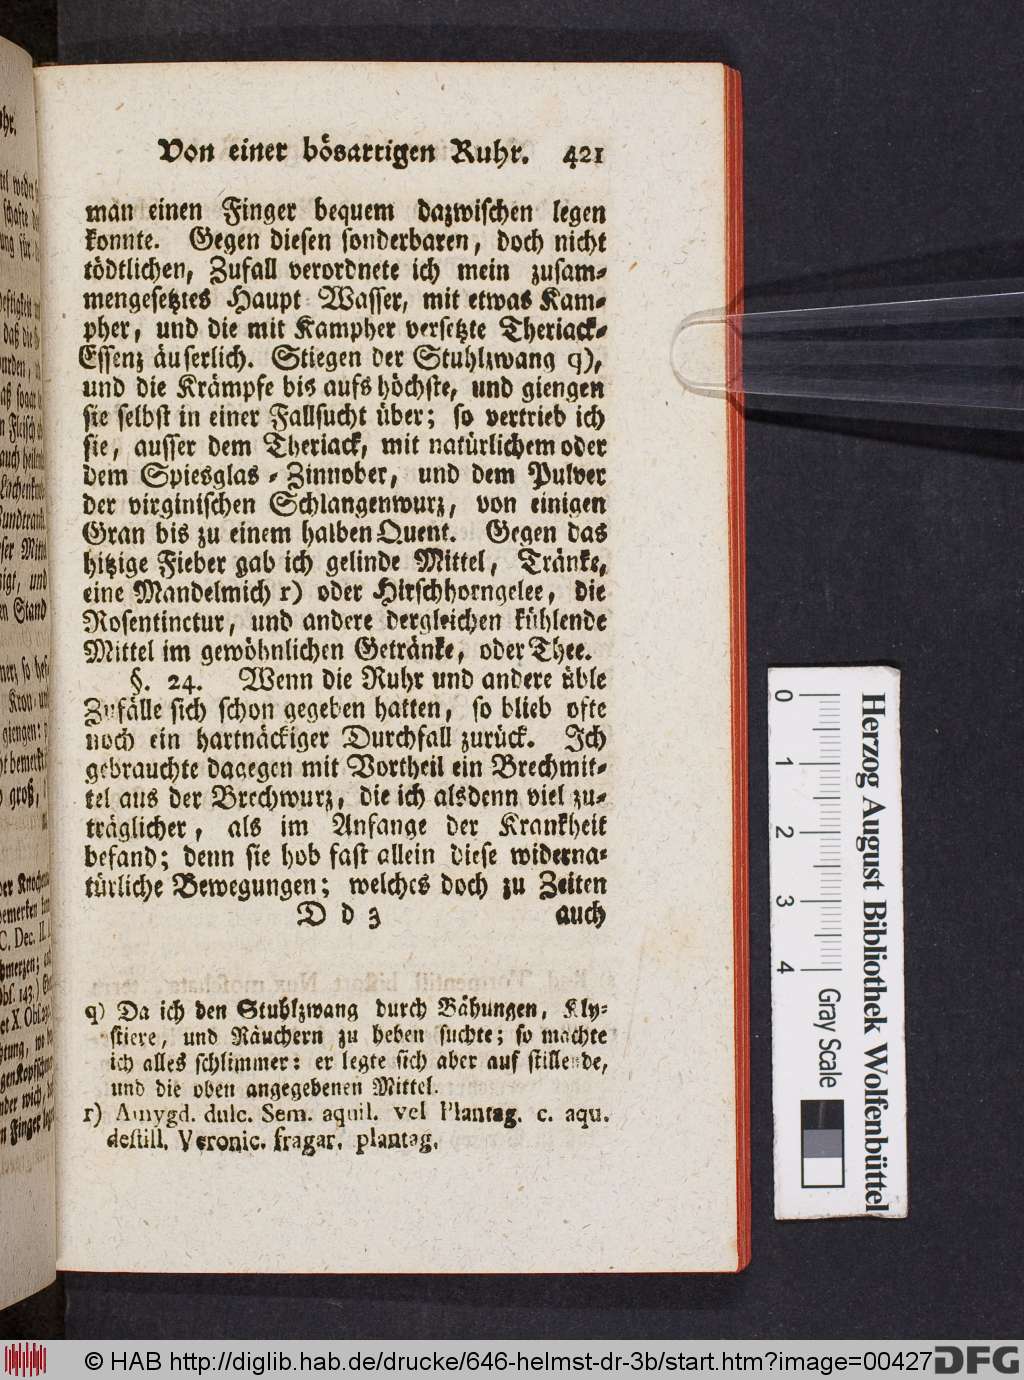 Von einer bösartigen Ruhr. 421
man einen Finger bequem dazwischen legen
konnte. Gegen diesen sonderbaren, doch nicht
tödtlichen, Zufall verordnete ich mein zusam-
mengesetztes Haupt-Wasser, mit etwas Kam-
pher, und die mit Kampher versetzte Theriack-
Essenz äuserlich. Stiegen der Stuhlzwang q),
und die Krämpfe bis aufs höchste, und giengen
sie selbst in einer Fallsucht über; so vertrieb ich
sie, ausser dem Theriack, mit natürlichem oder
dem Spiesglas-Zinnober, und dem Pulver
der virginischen Schlangenwurz, von einigen
Gran bis zu einem halben Quent. Gegen das
hitzige Fieber gab ich gelinde Mittel, Tränke,
eine Mandelmich r) oder Hirschhorngelee, die
Rosentinctur, und andere dergleichen kühlende
Mittel im gewöhnlichen Getränke, oder Thee.
§. 24. Wenn die Ruhr und andere üble
Zufälle sich schon gegeben hatten, so blieb ofte
noch ein hartnäckiger Durchfall zurück. Ich
gebrauchte dagegen mit Vortheil ein Brechmit-
tel aus der Brechwurz, die ich alsdenn viel zu-
träglicher, als im Anfange der Krankheit
befand; denn sie hob fast allein diese widerna-
türliche Bewegungen; welches doch zu Zeiten
D d 3 auch
q) Da ich den Stuhlzwang durch Bähungen, Kly-
stiere, und Räuchern zu heben suchte; so machte
ich alles schlimmer: er legte sich aber auf stillende,
und die oben angegebenen Mittel.
r) Amygd. dulc. Sem. aquil. vel Plantag. c. aqu.
destill. Veronic. fragar. plantag.
0 1 2 3 4
Gray Scale
Herzog August Bibliothek Wolfenbüttel
© HAB http://diglib.hab.de/drucke/646-helmst-dr-3b/start.htm?image=00427
DFG